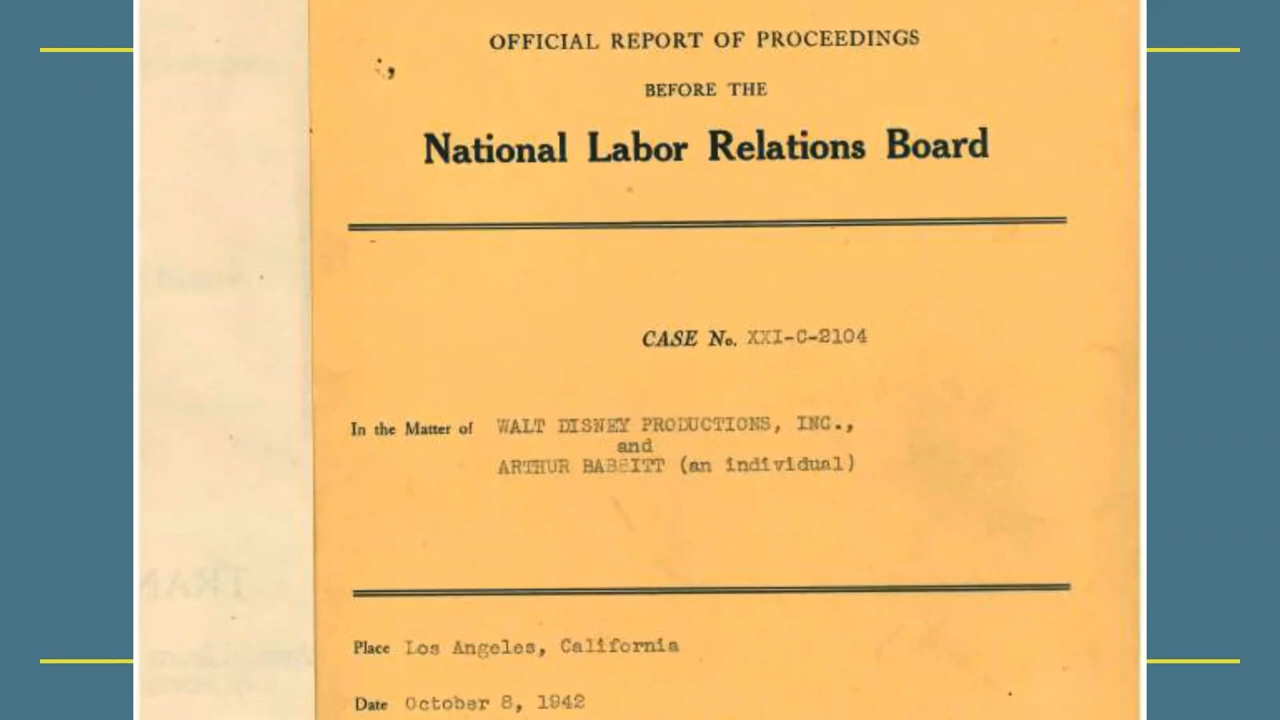 OFFICIAL REPORT OF PROCEEDINGS
BEFORE THE
National Labor Relations Board
CASE No. XXI-C-2104
In the Matter of WALT DISNEY PRODUCTIONS, INC.,
and
ARTHUR BABBITT (an individual)
TRAN
Place Los Angeles, California
Date October 8, 1942